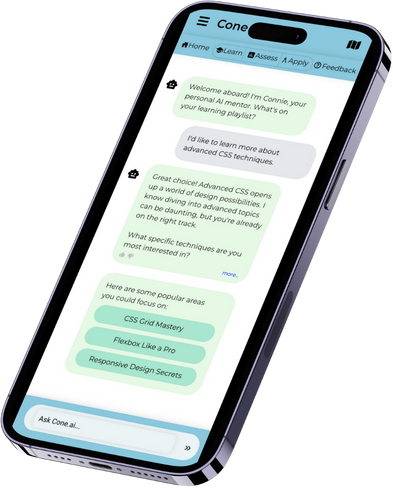 Cone
Home Learn Assess Apply Feedback
Welcome aboard! I'm Connie, your
personal AI mentor. What's on
your learning playlist?
I'd like to learn more about
advanced CSS techniques.
Great choice! Advanced CSS opens
up a world of design possibilities. I
know diving into advanced topics
can be daunting, but you're already
on the right track.
What specific techniques are you
most interested in?
more..
Here are some popular areas
you could focus on:
CSS Grid Mastery
Flexbox Like a Pro
Responsive Design Secrets
Ask Cone.ai...
»